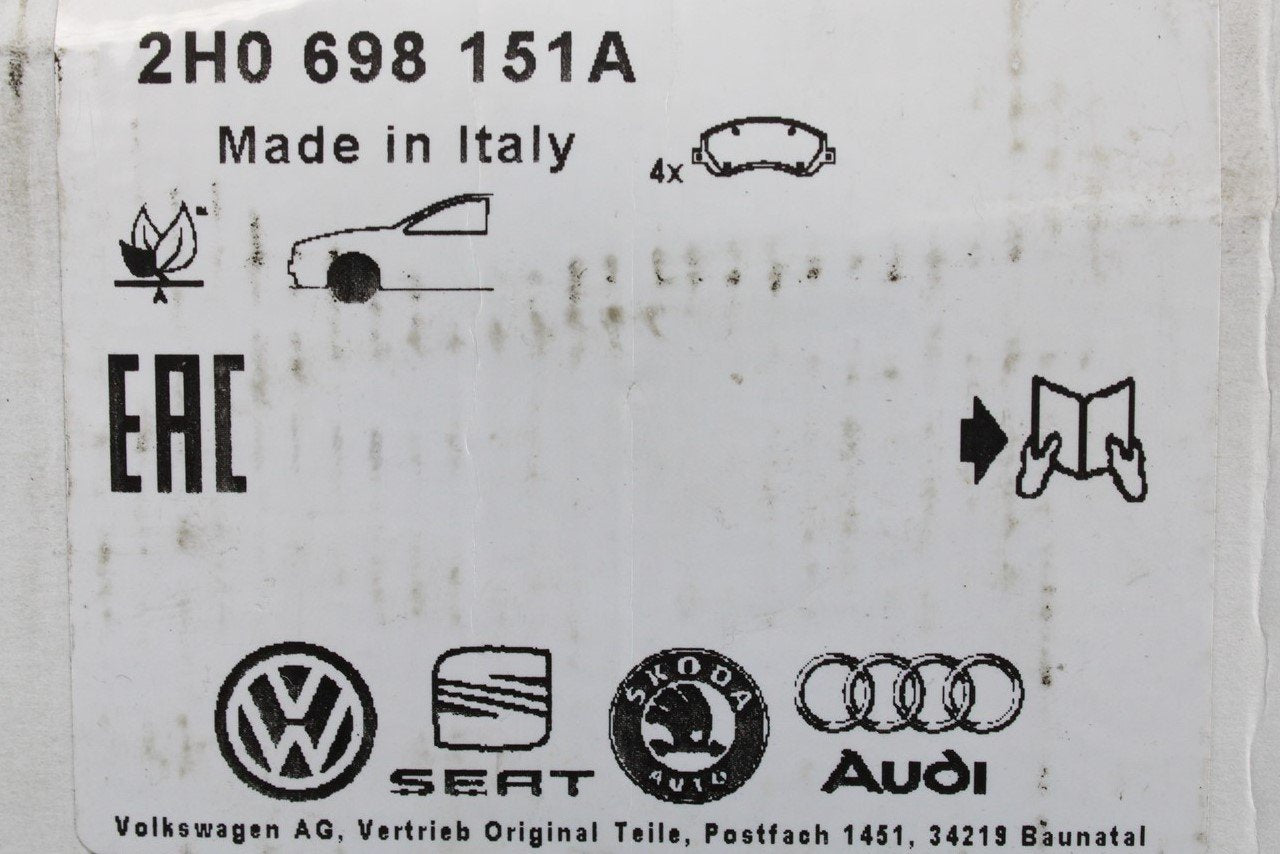 2H0 698 151A
Made in Italy
4x
EAC
SEAT
ŠKODA
AUTO
Audi
Volkswagen AG, Vertrieb Original Teile, Postfach 1451, 34219 Baunatal